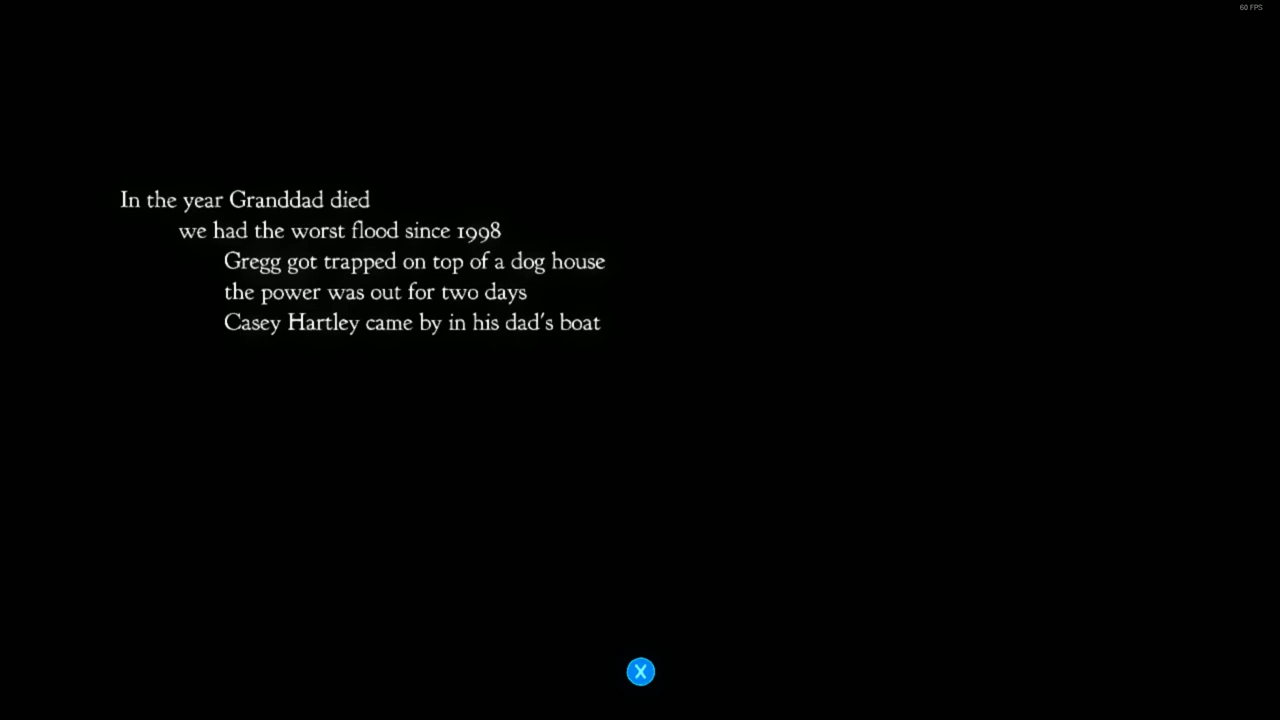 60 FPS
In the year Granddad died
we had the worst flood since 1998
Gregg got trapped on top of a dog house
the power was out for two days
Casey Hartley came by in his dad's boat
X